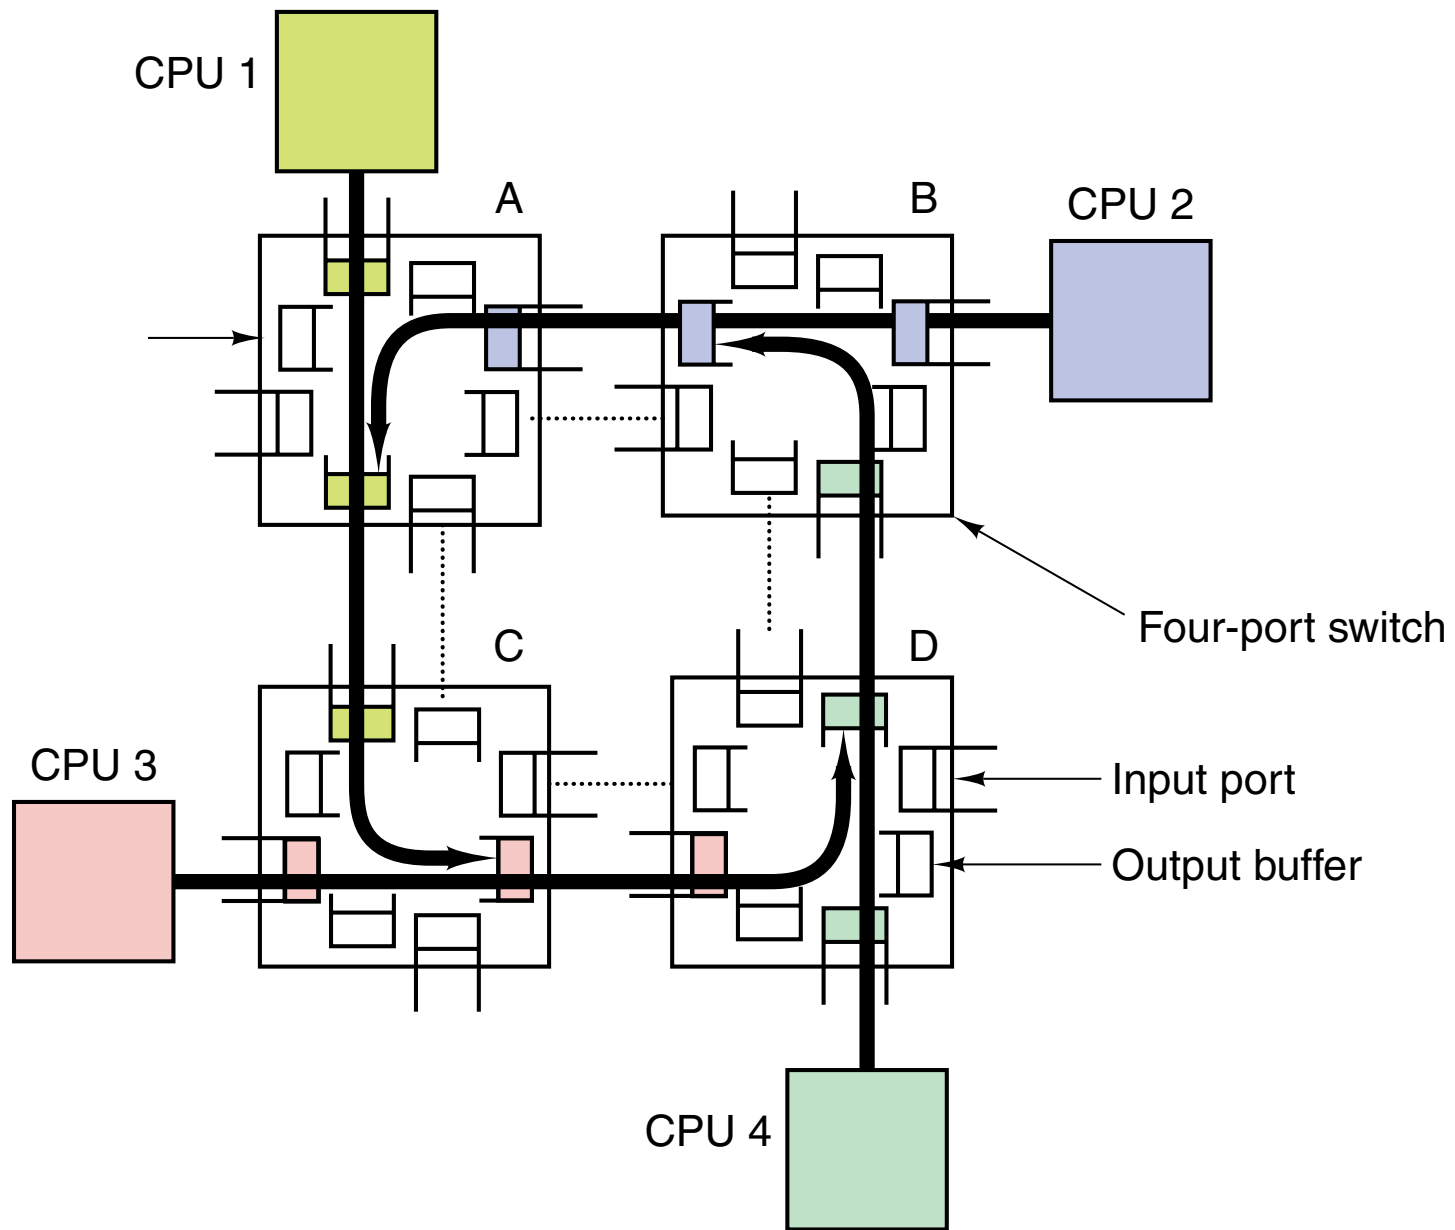 CPU 1
A
B
CPU 2
Four-port switch
C
D
CPU 3
Input port
Output buffer
CPU 4